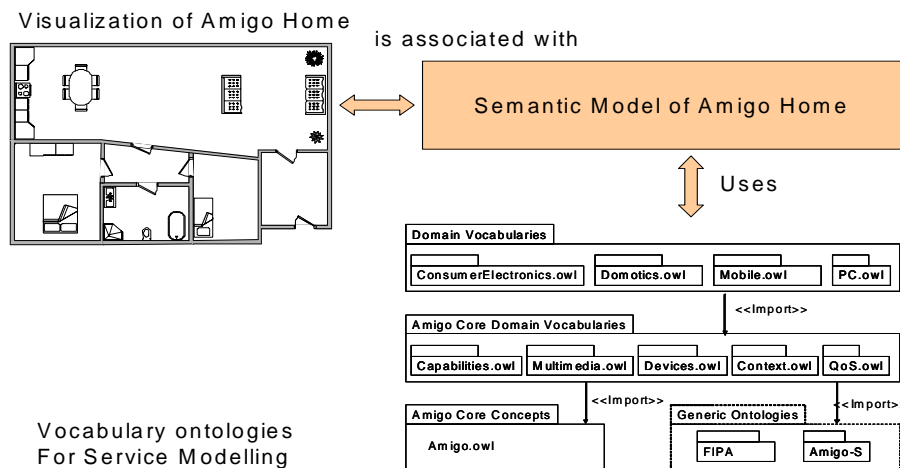 Visualization of Amigo Home
is associated with
Semantic Model of Amigo Home
Uses
Domain Vocabularies
ConsumerElectronics.owl
Domotics.owl
Mobile.owl
PC.owl
<<Import>>
Amigo Core Domain Vocabularies
Capabilities.owl
Multimedia.owl
Devices.owl
Context.owl
QoS.owl
<<Import>>
<<Import>
Amigo Core Concepts
Amigo.owl
Generic Ontologies
FIPA
Amigo-S
Vocabulary ontologies
For Service Modelling